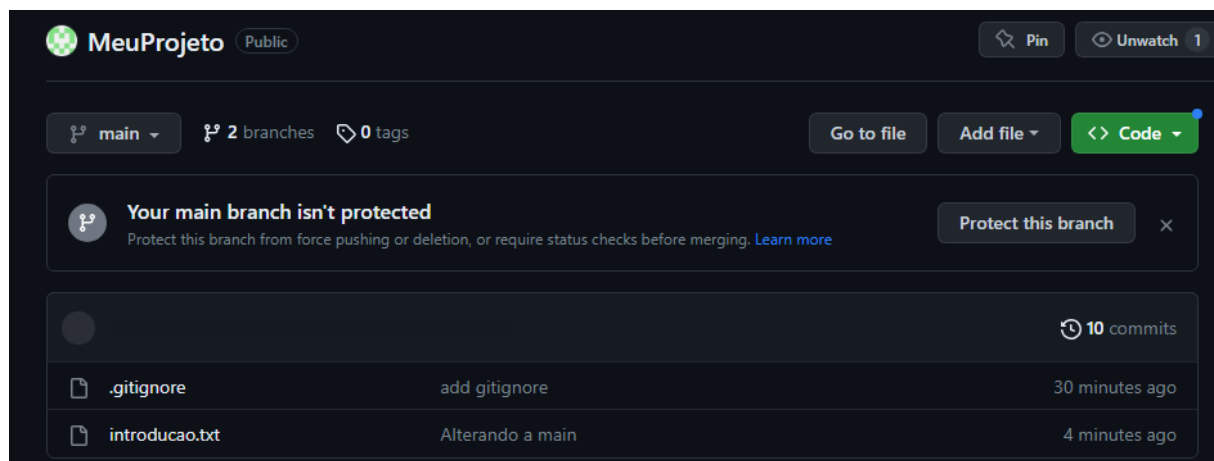 MeuProjeto Public Pin Unwatch 1
main 2 branches 0 tags Go to file Add file <> Code
Your main branch isn't protected
Protect this branch from force pushing or deletion, or require status checks before merging. Learn more Protect this branch
10 commits
.gitignore add gitignore 30 minutes ago
introducao.txt Alterando a main 4 minutes ago